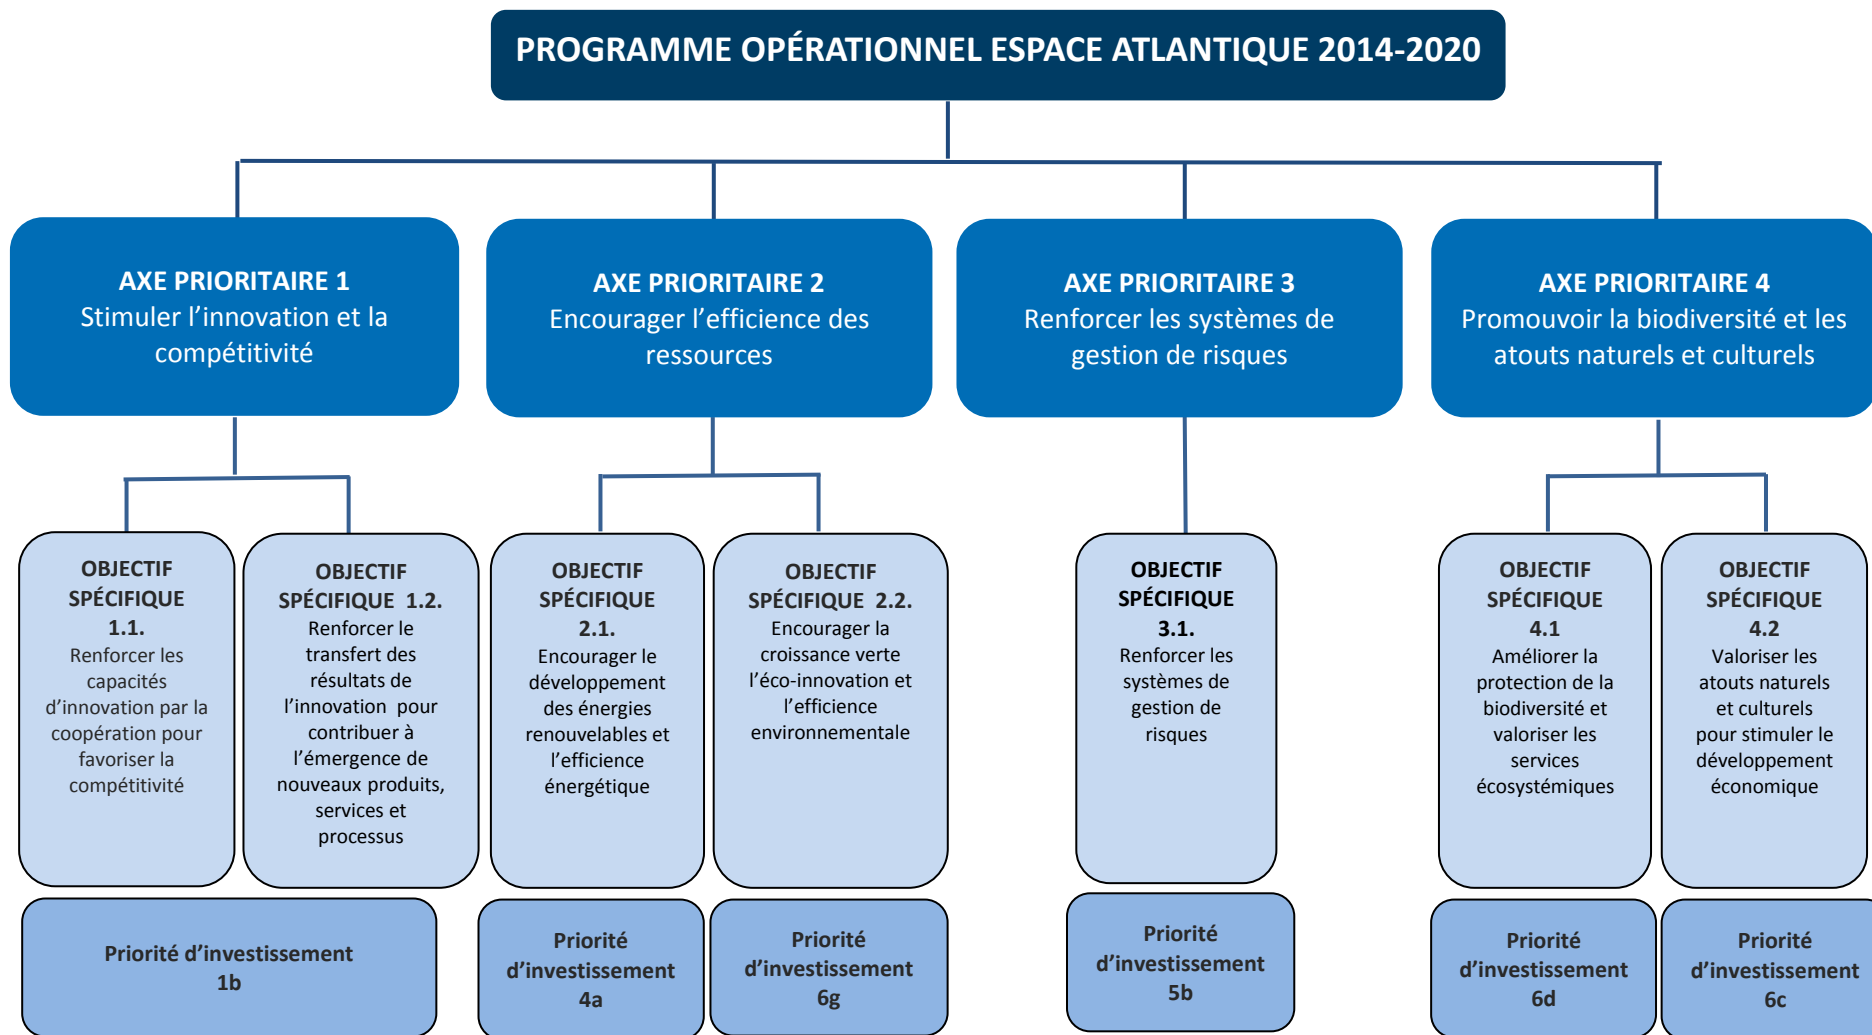 PROGRAMME OPÉRATIONNEL ESPACE ATLANTIQUE 2014-2020
AXE PRIORITAIRE 1
Stimuler l’innovation et la
compétitivité
AXE PRIORITAIRE 2
Encourager l’efficience des
ressources
AXE PRIORITAIRE 3
Renforcer les systèmes de
gestion de risques
AXE PRIORITAIRE 4
Promouvoir la biodiversité et les
atouts naturels et culturels
OBJECTIF
SPÉCIFIQUE
1.1.
Renforcer les
capacités
d’innovation par la
coopération pour
favoriser la
compétitivité
OBJECTIF
SPÉCIFIQUE 1.2.
Renforcer le
transfert des
résultats de
l’innovation pour
contribuer à
l’émergence de
nouveaux produits,
services et
processus
OBJECTIF
SPÉCIFIQUE
2.1.
Encourager le
développement
des énergies
renouvelables et
l’efficience
énergétique
OBJECTIF
SPÉCIFIQUE 2.2.
Encourager la
croissance verte
l’éco-innovation et
l’efficience
environnementale
OBJECTIF
SPÉCIFIQUE
3.1.
Renforcer les
systèmes de
gestion de
risques
OBJECTIF
SPÉCIFIQUE
4.1
Améliorer la
protection de la
biodiversité et
valoriser les
services
écosystémiques
OBJECTIF
SPÉCIFIQUE
4.2
Valoriser les
atouts naturels
et culturels
pour stimuler le
développement
économique
Priorité d’investissement
1b
Priorité
d’investissement
4a
Priorité
d’investissement
6g
Priorité
d’investissement
5b
Priorité
d’investissement
6d
Priorité
d’investissement
6c